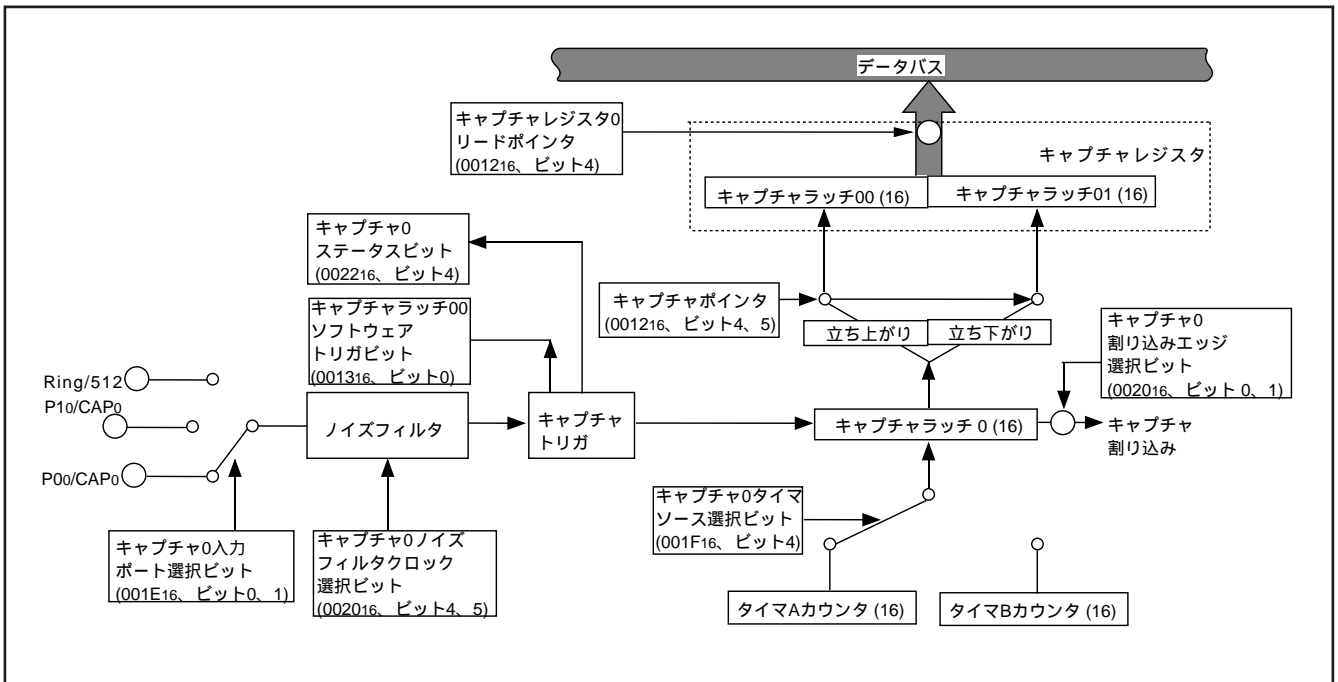 データバス
キャプチャレジスタ0
リードポインタ
(001216、ビット4)
キャプチャレジスタ
キャプチャラッチ00 (16)
キャプチャラッチ01 (16)
キャプチャ0
ステータスビット
(002216、ビット4)
キャプチャポインタ
(001216、ビット4、5)
キャプチャラッチ00
ソフトウェア
トリガビット
(001316、ビット0)
立ち上がり
立ち下がり
キャプチャ0
割り込みエッジ
選択ビット
(002016、ビット 0、1)
Ring/512
P10/CAP0
P00/CAP0
ノイズフィルタ
キャプチャ
トリガ
キャプチャラッチ 0 (16)
キャプチャ
割り込み
キャプチャ0タイマ
ソース選択ビット
(001F16、ビット4)
キャプチャ0入力
ポート選択ビット
(001E16、ビット0、1)
キャプチャ0ノイズ
フィルタクロック
選択ビット
(002016、ビット4、5)
タイマAカウンタ (16)
タイマBカウンタ (16)